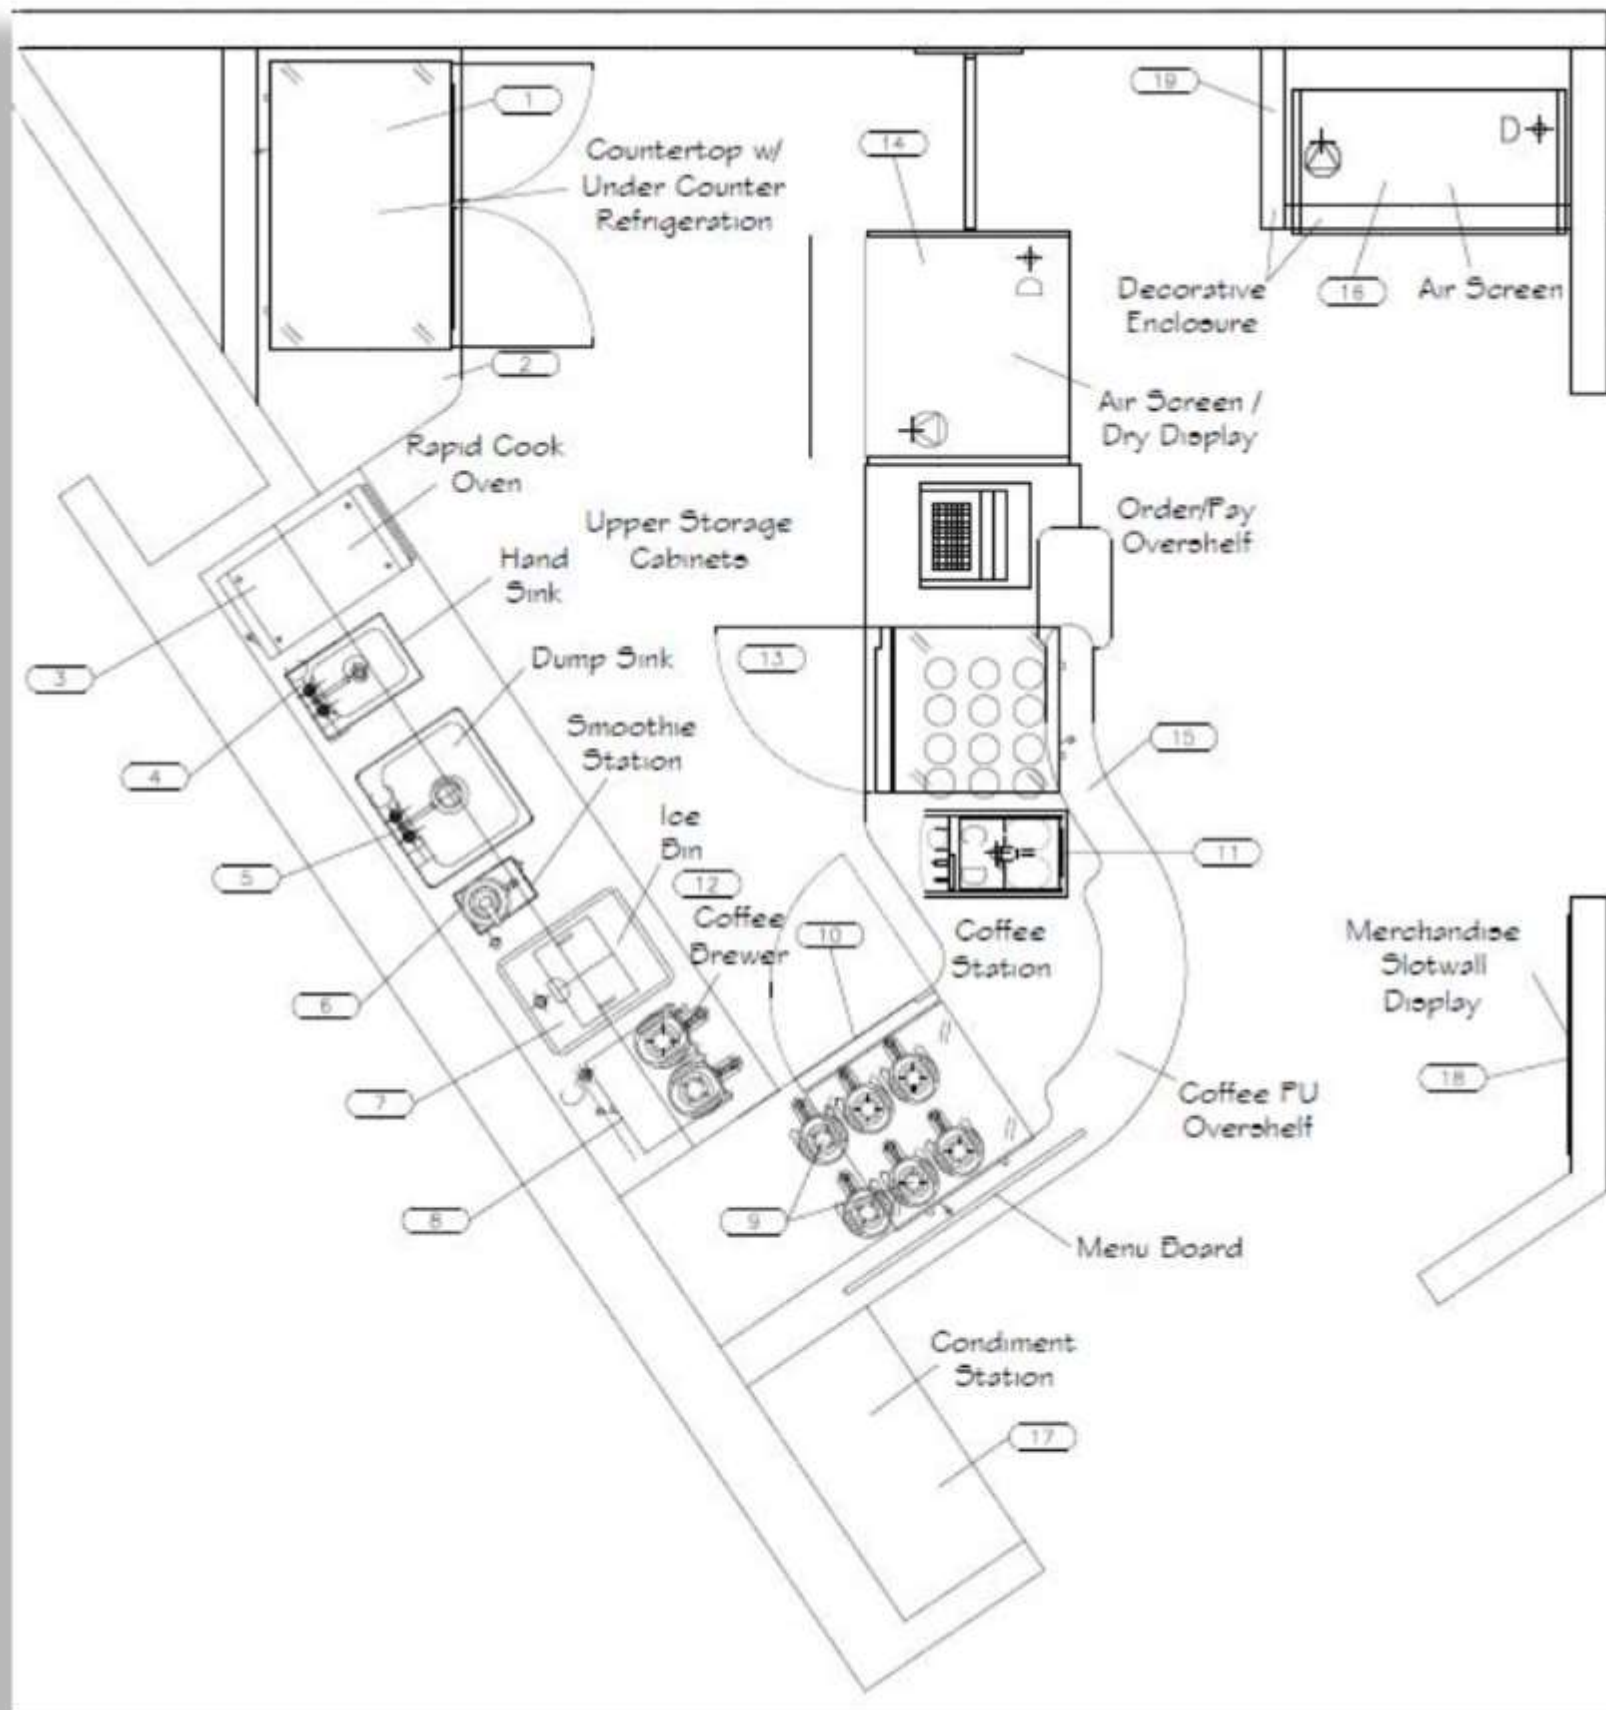 19
1
14
D
Countertop w/
Under Counter
Refrigeration
D
Decorative
Enclosure
16
Air Screen
2
Air Screen /
Dry Display
Rapid Cook
Oven
Upper Storage
Cabinets
Order/Pay
Overshelf
Hand
Sink
3
Dump Sink
13
Smoothie
Station
15
4
Ice
Bin
11
5
12
Coffee
Brewer
10
Coffee
Station
Merchandise
Slotwall
Display
6
18
7
Coffee PU
Overshelf
8
9
Menu Board
Condiment
Station
17